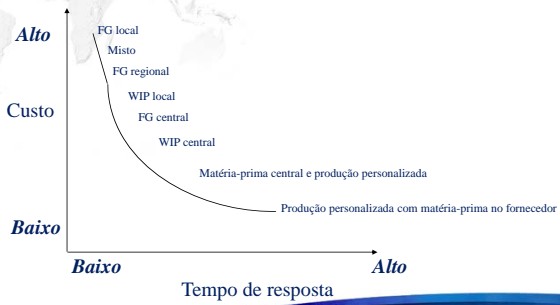 Alto
FG local
Misto
FG regional
WIP local
Custo
FG central
WIP central
Matéria-prima central e produção personalizada
Produção personalizada com matéria-prima no fornecedor
Baixo
Baixo
Alto
Tempo de resposta